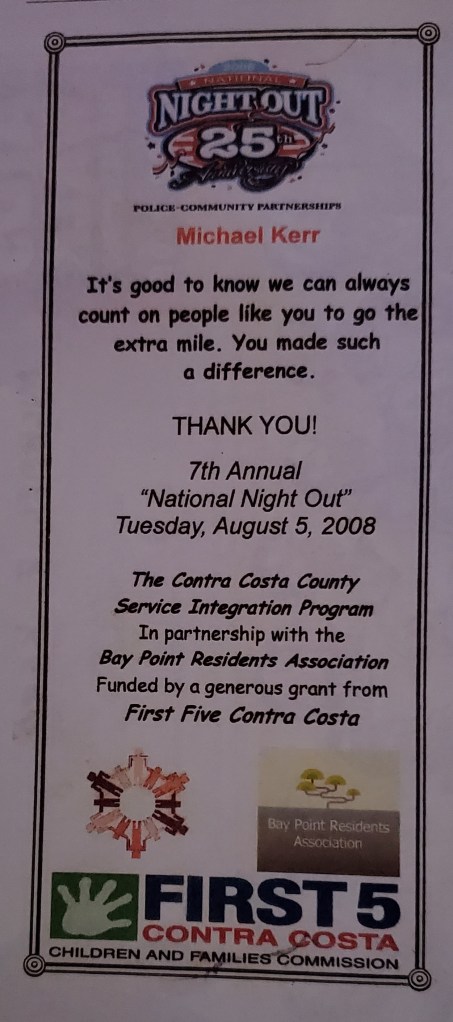 2008
NATIONAL
NIGHT OUT
25th
Anniversary
POLICE-COMMUNITY PARTNERSHIPS
Michael Kerr
It's good to know we can always
count on people like you to go the
extra mile. You made such
a difference.
THANK YOU!
7th Annual
“National Night Out”
Tuesday, August 5, 2008
The Contra Costa County
Service Integration Program
In partnership with the
Bay Point Residents Association
Funded by a generous grant from
First Five Contra Costa
Bay Point Residents
Association
FIRST 5
CONTRA COSTA
CHILDREN AND FAMILIES COMMISSION